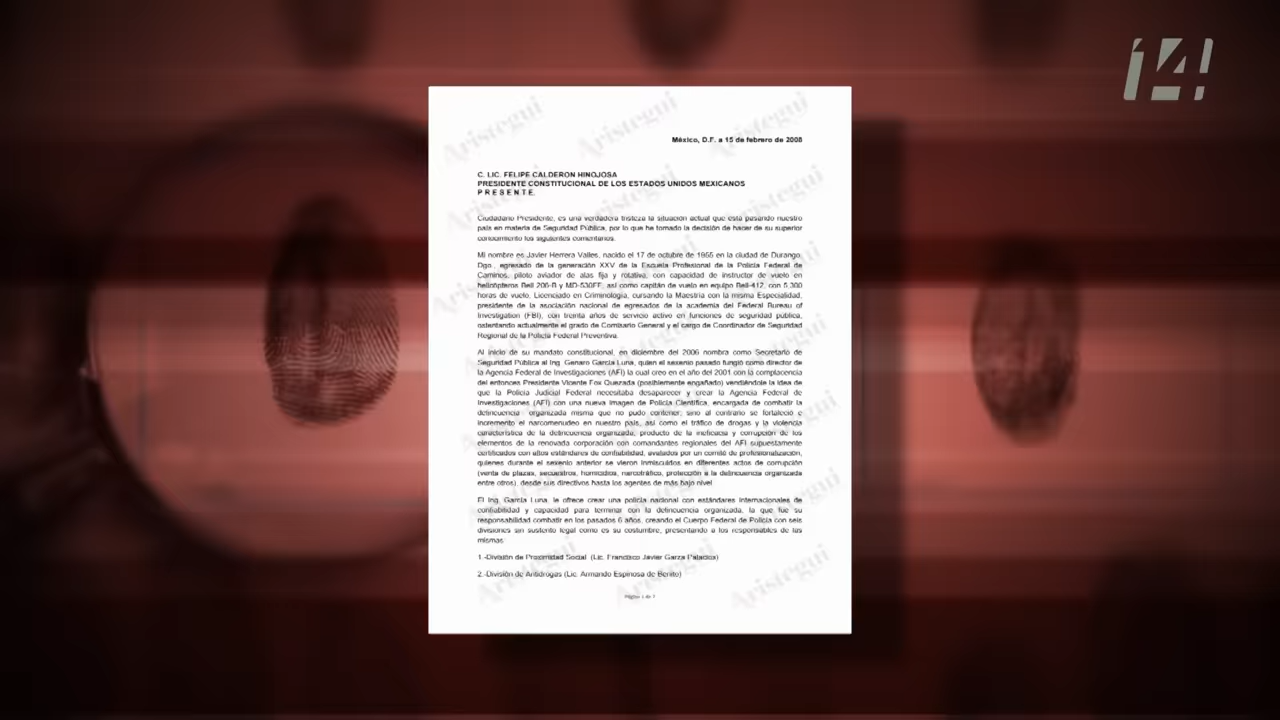 14!
México, D.F. a 15 de febrero de 2008
C. LIC. FELIPE CALDERON HINOJOSA
PRESIDENTE CONSTITUCIONAL DE LOS ESTADOS UNIDOS MEXICANOS
P R E S E N T E.
Ciudadano Presidente, es una verdadera tristeza la situación actual que está pasando nuestro
país en materia de Seguridad Pública, por lo que he tomado la decisión de hacer de su superior
conocimiento los siguientes comentarios.
Mi nombre es Javier Herrera Valles, nacido el 17 de octubre de 1955 en la ciudad de Durango,
Dgo., egresado de la generación XXV de la Escuela Profesional de la Policía Federal de
Caminos, piloto aviador de alas fija y rotativa, con capacidad de instructor de vuelo en
helicópteros Bell 206-B y MD-530FF, así como capitán de vuelo en equipo Bell-412, con 5,300
horas de vuelo, Licenciado en Criminología, cursando la Maestría con la misma Especialidad,
presidente de la asociación nacional de egresados de la academia del Federal Bureau of
Investigation (FBI), con treinta años de servicio activo en funciones de seguridad pública,
ostentando actualmente el grado de Comisario General y el cargo de Coordinador de Seguridad
Regional de la Policía Federal Preventiva.
Al inicio de su mandato constitucional, en diciembre del 2006 nombra como Secretario de
Seguridad Pública al Ing. Genaro García Luna, quien el sexenio pasado fungió como director de
la Agencia Federal de Investigaciones (AFI) la cual creo en el año del 2001 con la complacencia
del entonces Presidente Vicente Fox Quezada (posiblemente engañado) vendiéndole la idea de
que la Policía Judicial Federal necesitaba desaparecer y crear la Agencia Federal de
Investigaciones (AFI) con una nueva imagen de Policía Científica, encargada de combatir la
delincuencia organizada misma que no pudo contener, sino al contrario se fortaleció e
incremento el narcomenudeo en nuestro país, así como el tráfico de drogas y la violencia
característica de la delincuencia organizada, producto de la ineficacia y corrupción de los
elementos de la renovada corporación con comandantes regionales del AFI supuestamente
certificados con altos estándares de confiabilidad, avalados por un comité de profesionalización,
quienes durante el sexenio anterior se vieron inmiscuidos en diferentes actos de corrupción
(venta de plazas, secuestros, homicidios, narcotráfico, protección a la delincuencia organizada
entre otros), desde sus directivos hasta los agentes de más bajo nivel.
El Ing. García Luna, le ofrece crear una policía nacional con estándares internacionales de
confiabilidad y capacidad para terminar con la delincuencia organizada, la que fue su
responsabilidad combatir en los pasados 6 años, creando el Cuerpo Federal de Policía con seis
divisiones sin sustento legal como es su costumbre, presentando a los responsables de las
mismas:
1.-División de Proximidad Social (Lic. Francisco Javier Garza Palacios)
2.-División de Antidrogas (Lic. Armando Espinosa de Benito)
Aristegui